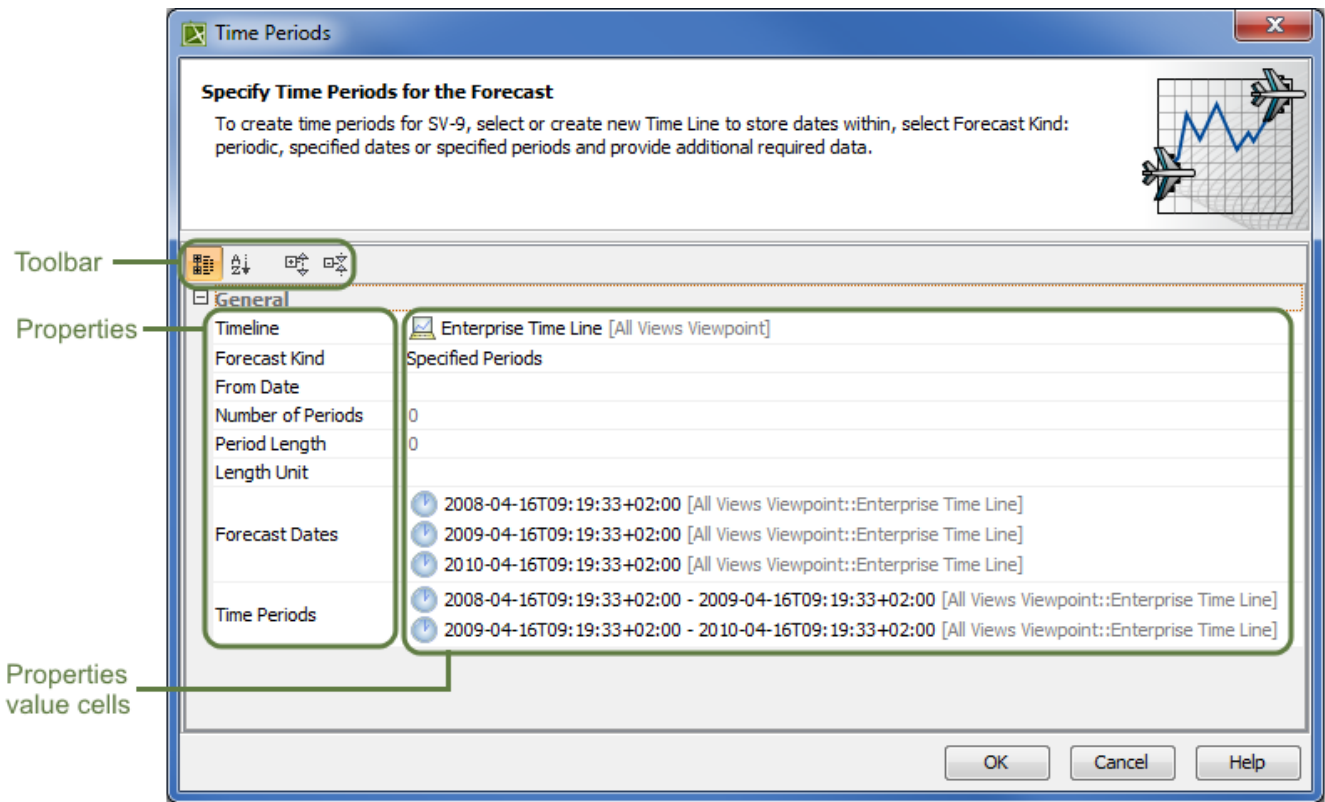 Time Periods
Specify Time Periods for the Forecast
To create time periods for SV-9, select or create new Time Line to store dates within, select Forecast Kind:
periodic, specified dates or specified periods and provide additional required data.
Toolbar
General
Properties
Timeline Enterprise Time Line [All Views Viewpoint]
Forecast Kind Specified Periods
From Date
Number of Periods 0
Period Length 0
Length Unit
Forecast Dates
2008-04-16T09:19:33+02:00 [All Views Viewpoint::Enterprise Time Line]
2009-04-16T09:19:33+02:00 [All Views Viewpoint::Enterprise Time Line]
2010-04-16T09:19:33+02:00 [All Views Viewpoint::Enterprise Time Line]
Time Periods
2008-04-16T09:19:33+02:00 - 2009-04-16T09:19:33+02:00 [All Views Viewpoint::Enterprise Time Line]
2009-04-16T09:19:33+02:00 - 2010-04-16T09:19:33+02:00 [All Views Viewpoint::Enterprise Time Line]
Properties
value cells
OK Cancel Help